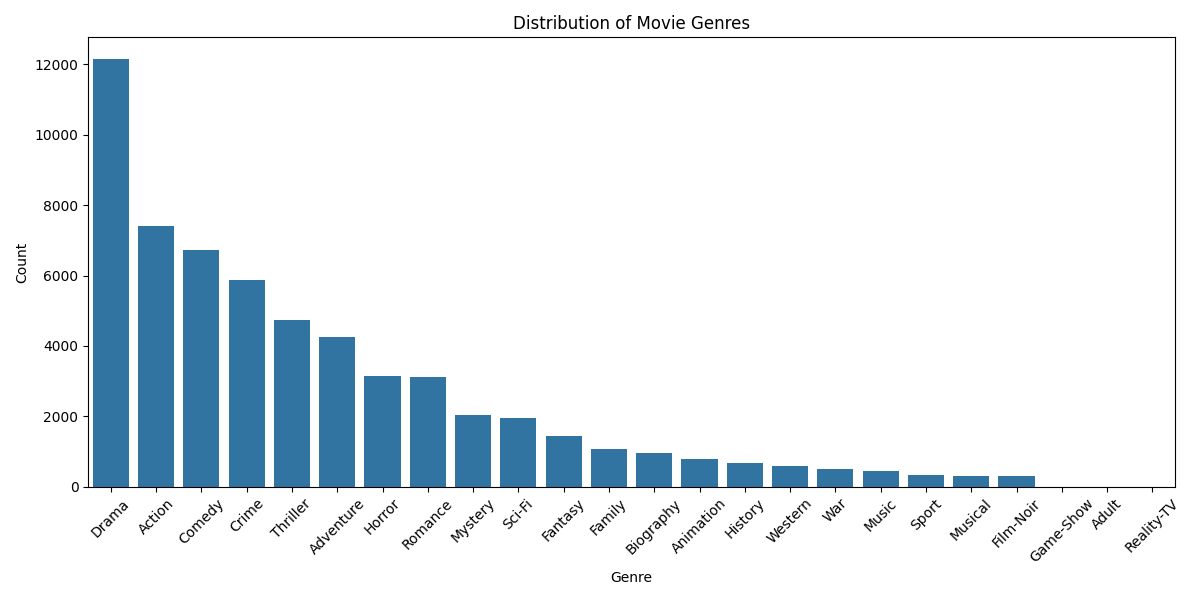 Distribution of Movie Genres
Count
12000
10000
8000
6000
4000
2000
0
Drama
Action
Comedy
Crime
Thriller
Adventure
Horror
Romance
Mystery
Sci-Fi
Fantasy
Family
Biography
Animation
History
Western
War
Music
Sport
Musical
Film-Noir
Game-Show
Adult
Reality-TV
Genre